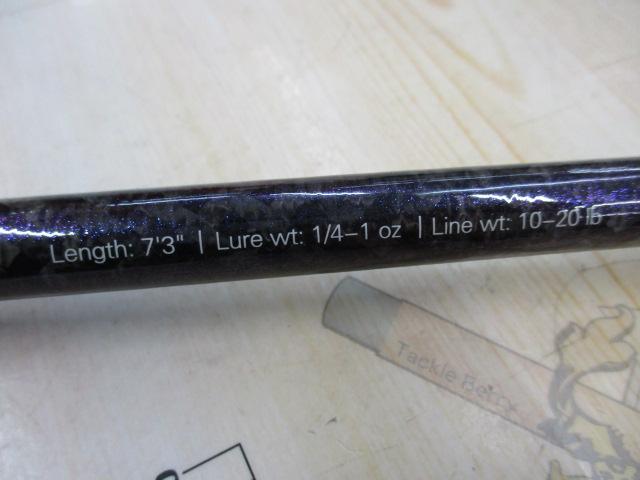 Length: 7'3" | Lure wt: 1/4–1 oz | Line wt: 10–20 lb
Tackle Berry